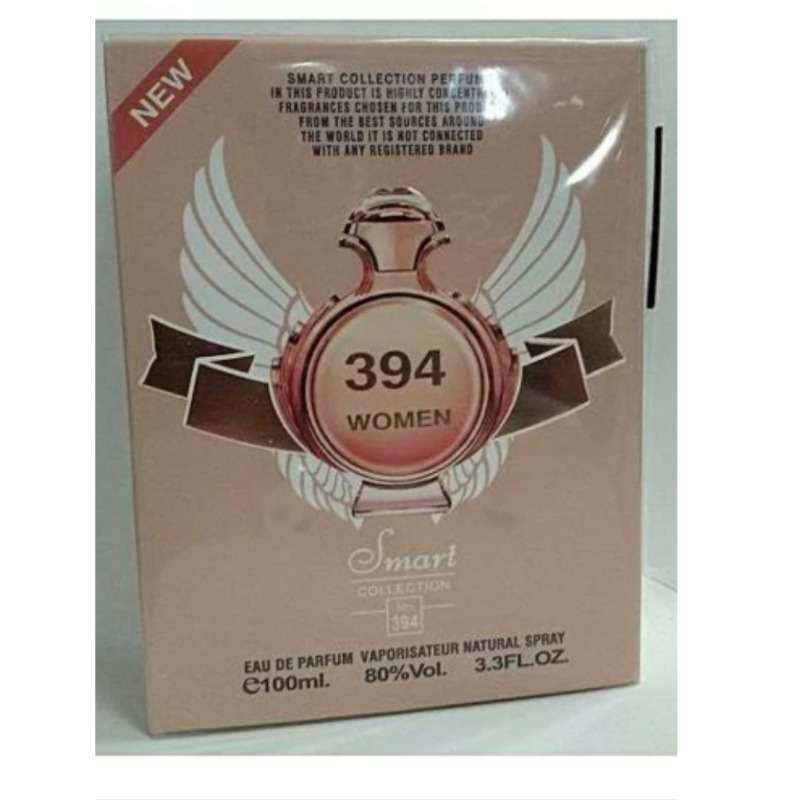 NEW
SMART COLLECTION PERFUM
IN THIS PRODUCT IS HIGHLY
FRAGRANCES CHOSEN FOR THIS
FROM THE BEST SOURCES AROUND
THE WORLD IT IS NOT CONNECTED
WITH ANY REGISTERED BRAND
394
WOMEN
Smart
COLLECTION
394
EAU DE PARFUM VAPORISATEUR NATURAL SPRAY
℮100ml. 80%Vol. 3.3FL.OZ.